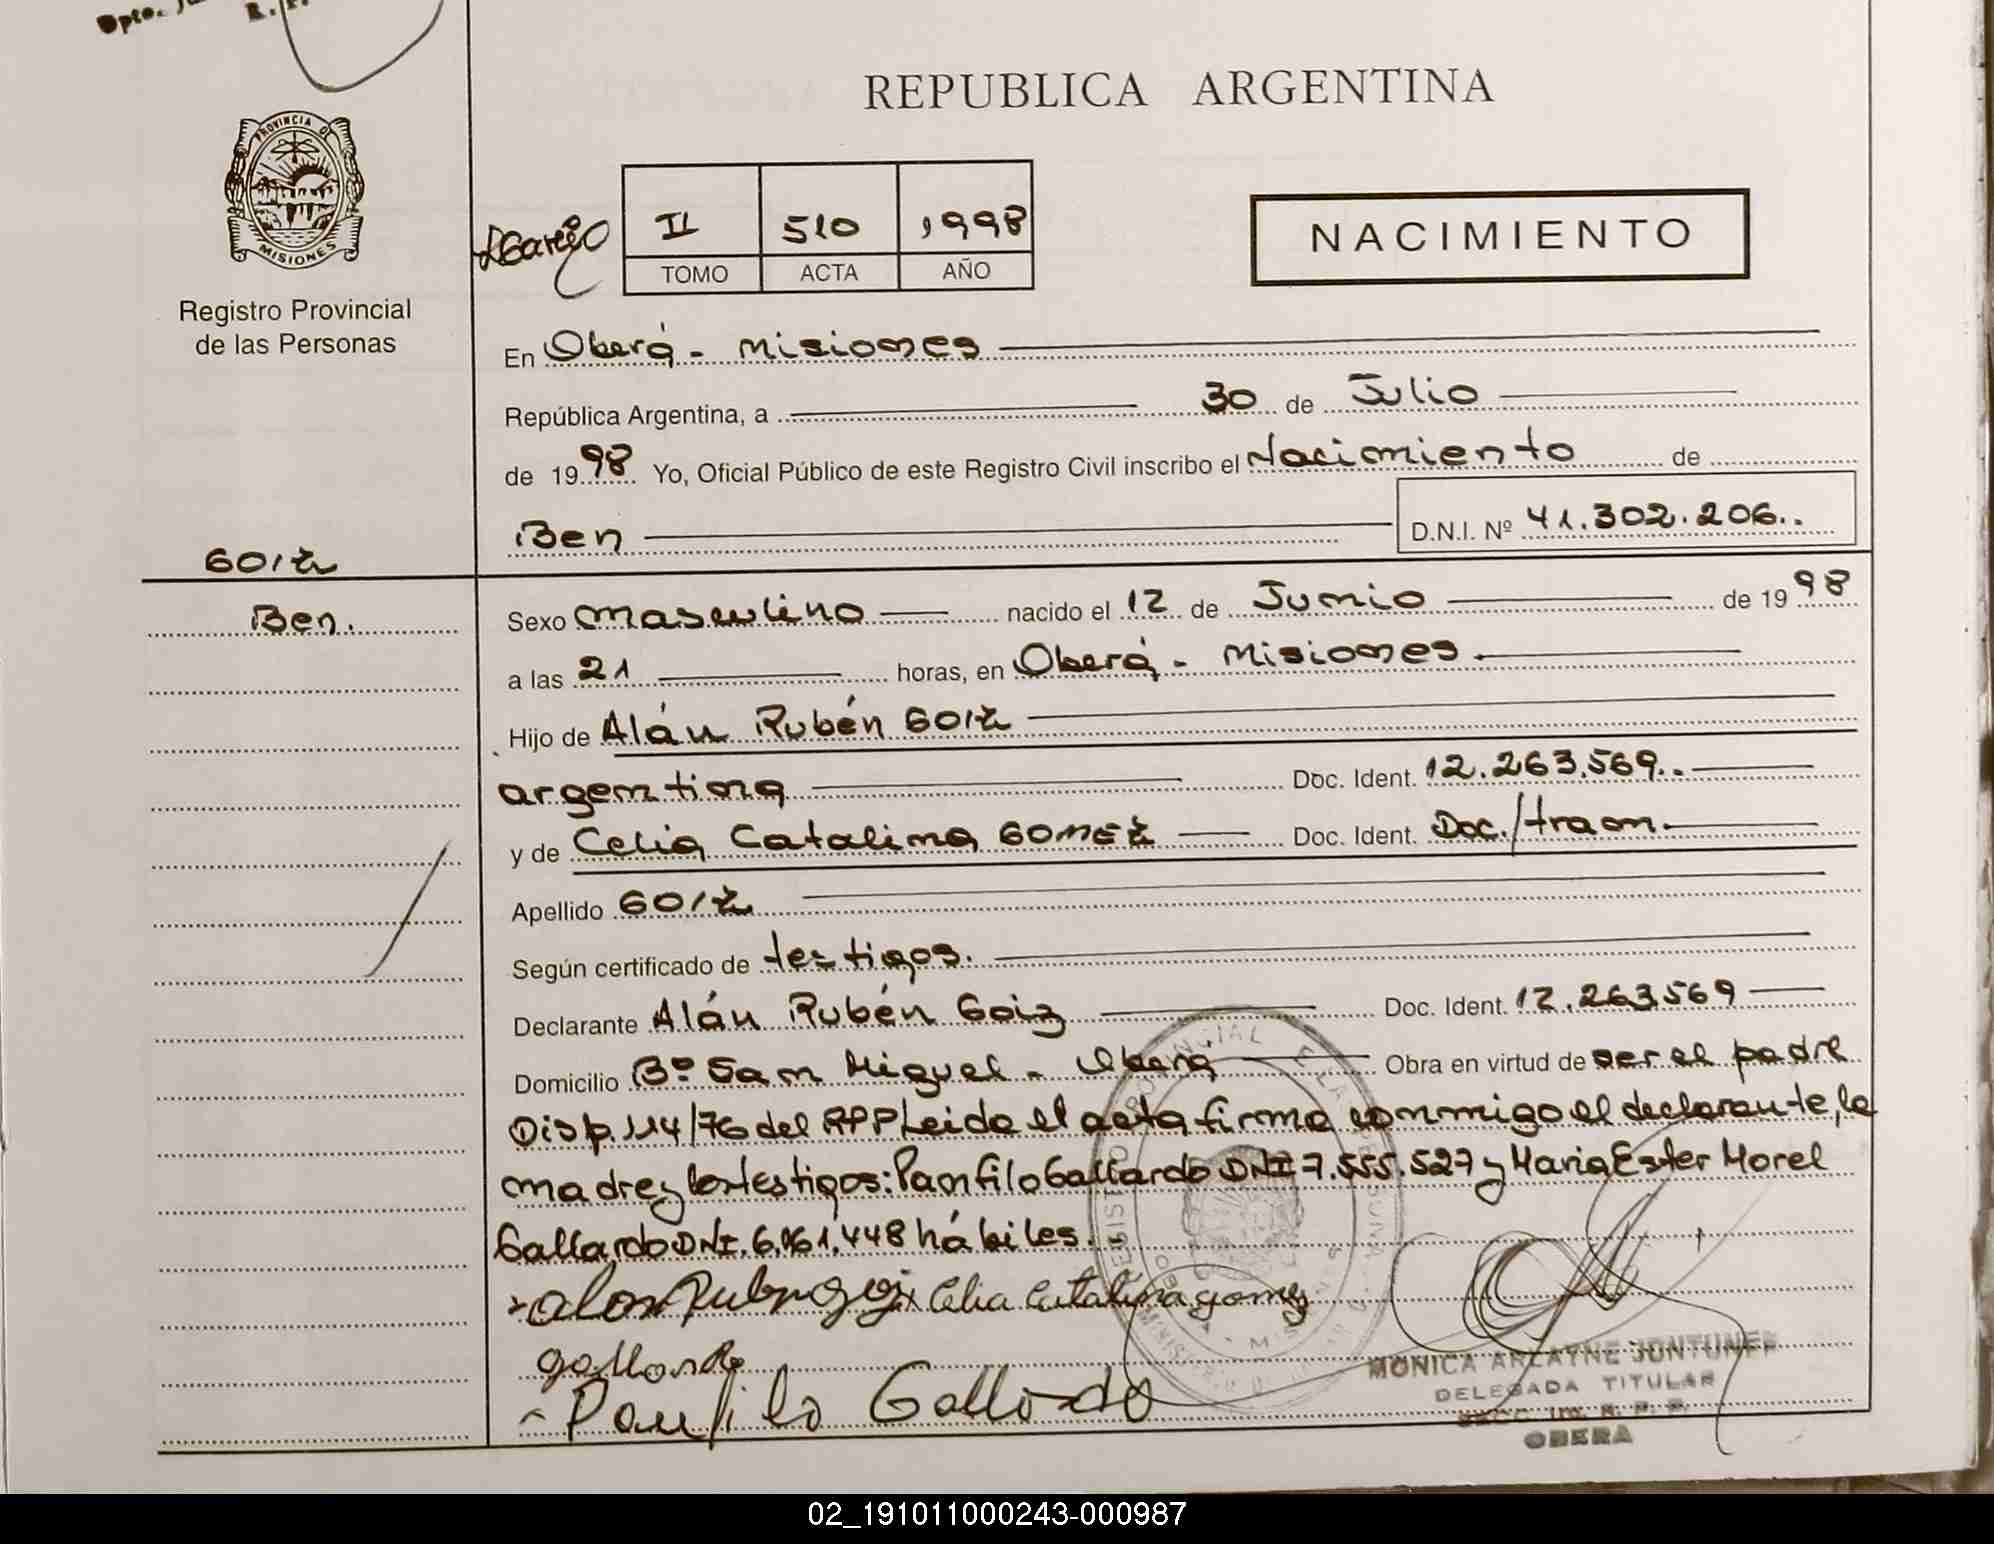 Dpto.
PROVINCIA DE
MISIONES
Registro Provincial
de las Personas
GOIZ
Ben.
REPUBLICA ARGENTINA
II 510 1998
TOMO ACTA AÑO
NACIMIENTO
En Oberá - Misiones
República Argentina, a 30 de Julio
de 1998 Yo, Oficial Público de este Registro Civil inscribo el Nacimiento de
Ben D.N.I. Nº 41.302.206..
Sexo masculino nacido el 12 de Junio de 1998
a las 21 horas, en Oberá - Misiones
Hijo de Alán Rubén GOIZ
argentina Doc. Ident. 12.263.569..
y de Celia Catalina GOMEZ Doc. Ident. Doc./tram.
Apellido GOIZ
Según certificado de testigos.
Declarante Alán Rubén Goiz Doc. Ident. 12.263.569
Domicilio Bº San Miguel - Oberá Obra en virtud de ser el padre
Disp. 114/76 del RPP Leida el acta firma conmigo el declarante, la
madre y los testigos: Panfilo Gallardo DNI 7.555.527 y Maria Ester Morel
Gallardo DNI. 6.061.448 hábiles.
Celia Catalina gomez
gallardo
Panfilo Gallardo
MONICA ARCAYNE JONTUNEF
DELEGADA TITULAR
OBERA
02_191011000243-000987